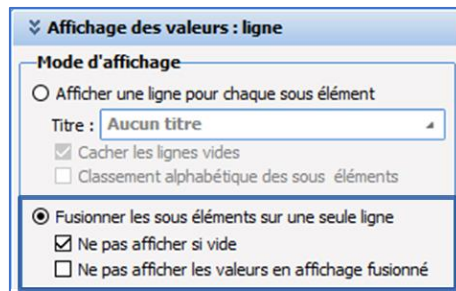 Affichage des valeurs : ligne
Mode d'affichage
Afficher une ligne pour chaque sous élément
Titre : Aucun titre
Cacher les lignes vides
Classement alphabétique des sous éléments
Fusionner les sous éléments sur une seule ligne
Ne pas afficher si vide
Ne pas afficher les valeurs en affichage fusionné